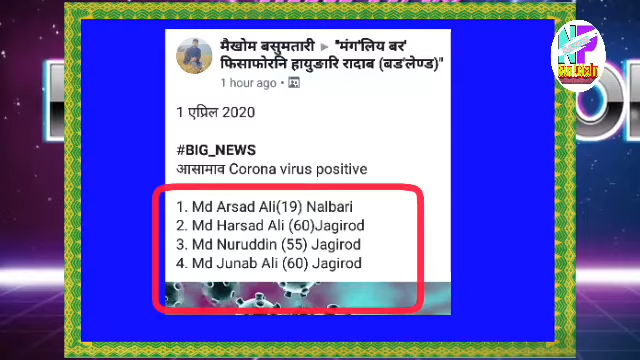 मैखोम बसुमतारी ▸ "मंग'लिय बर'
फिसाफोरनि हायुङारि रादाब (बड'लेण्ड)"
1 hour ago
1 एप्रिल 2020
#BIG_NEWS
आसामाव Corona virus positive
1. Md Arsad Ali(19) Nalbari
2. Md Harsad Ali (60)Jagirod
3. Md Nuruddin (55) Jagirod
4. Md Junab Ali (60) Jagirod